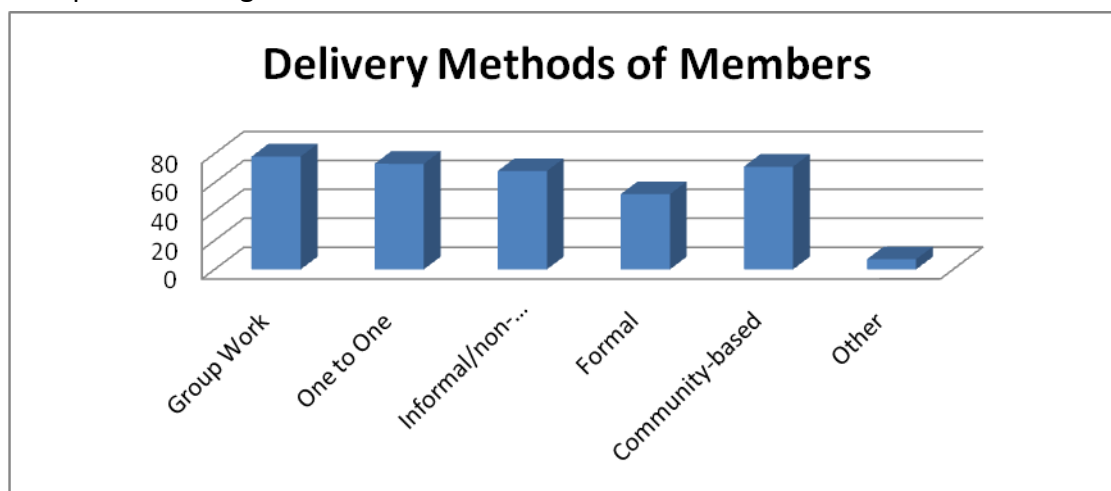 Delivery Methods of Members
80
60
40
20
0
Group Work
One to One
Informal/non-...
Formal
Community-based
Other